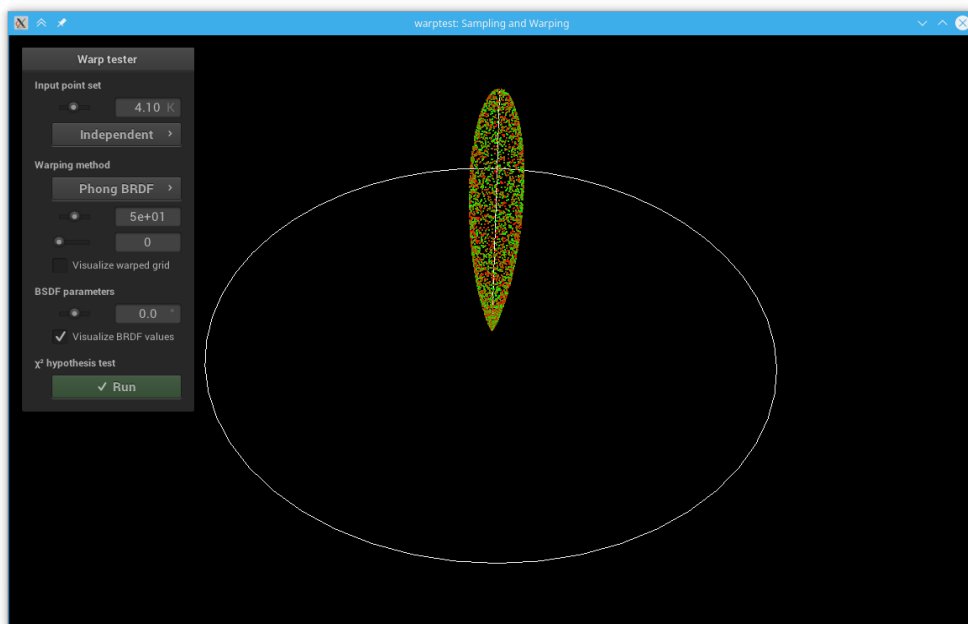 warptest: Sampling and Warping
Warp tester
Input point set
4.10 K
Independent
Warping method
Phong BRDF
5e+01
0
Visualize warped grid
BSDF parameters
0.0 °
Visualize BRDF values
χ² hypothesis test
Run